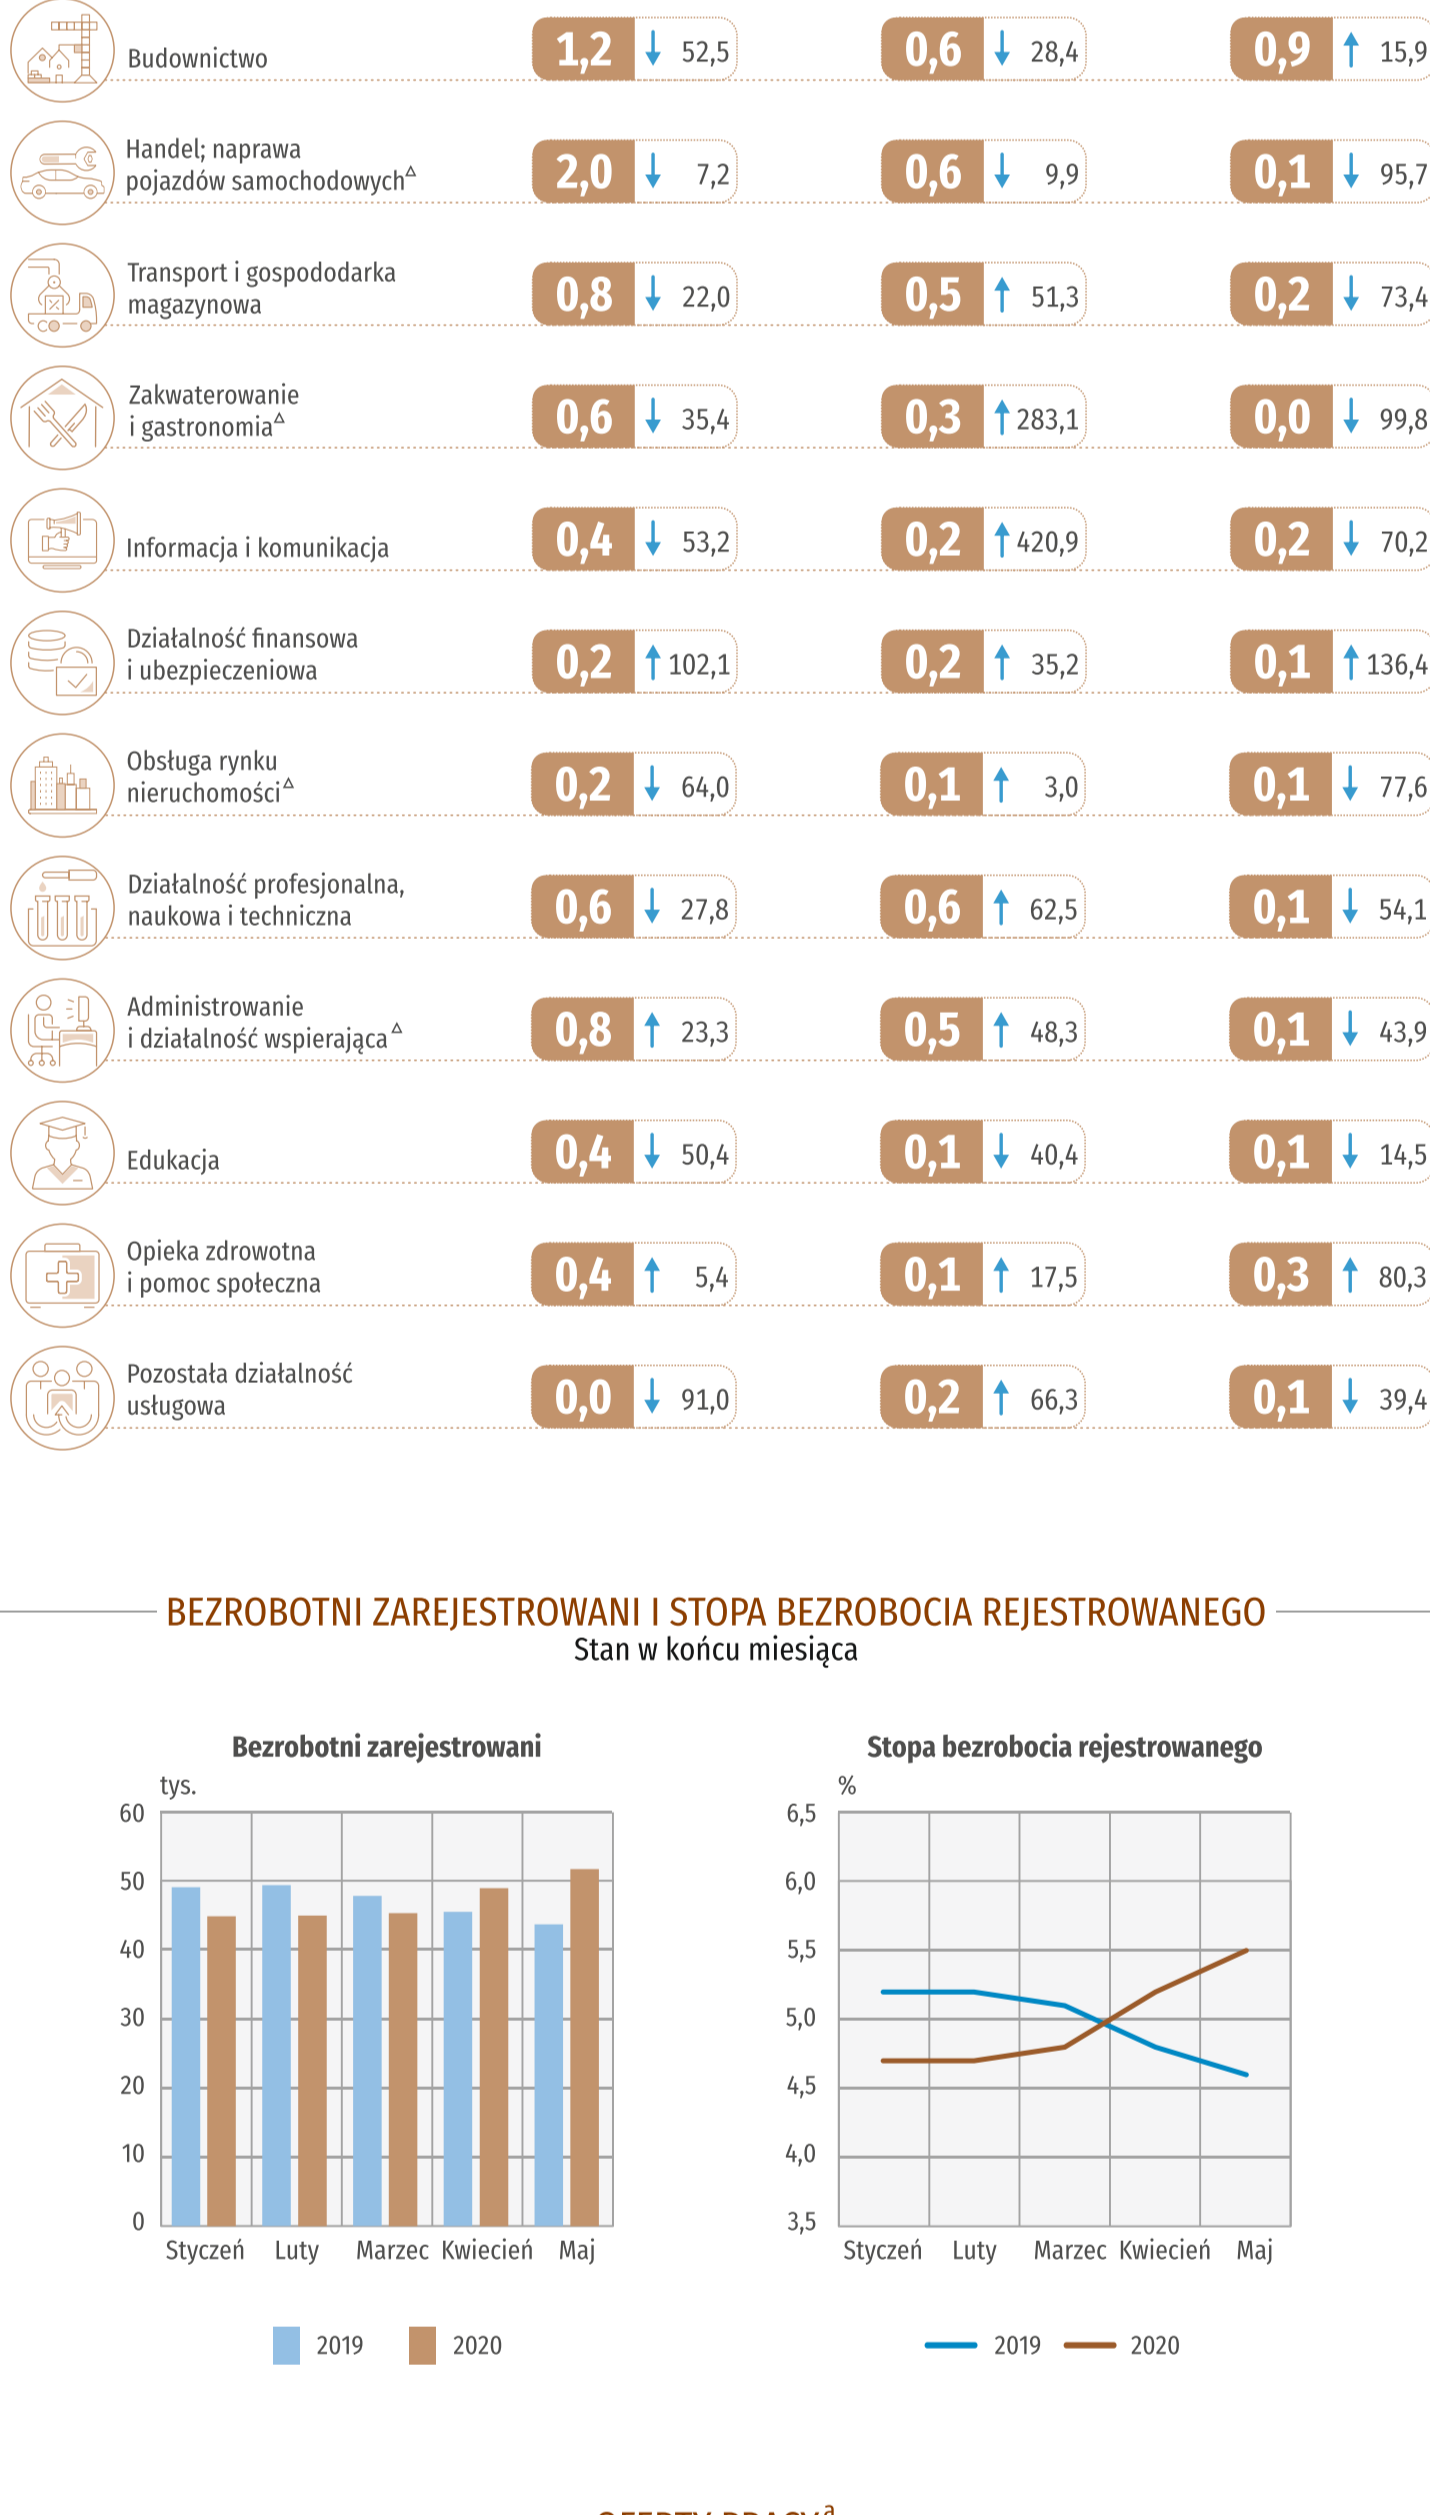 Budownictwo 1,2 52,5 0,6 28,4 0,9 15,9
Handel; naprawa
pojazdów samochodowych△ 2,0 7,2 0,6 9,9 0,1 95,7
Transport i gospododarka
magazynowa 0,8 22,0 0,5 51,3 0,2 73,4
Zakwaterowanie
i gastronomia△ 0,6 35,4 0,3 283,1 0,0 99,8
Informacja i komunikacja 0,4 53,2 0,2 420,9 0,2 70,2
Działalność finansowa
i ubezpieczeniowa 0,2 102,1 0,2 35,2 0,1 136,4
Obsługa rynku
nieruchomości△ 0,2 64,0 0,1 3,0 0,1 77,6
Działalność profesjonalna,
naukowa i techniczna 0,6 27,8 0,6 62,5 0,1 54,1
Administrowanie
i działalność wspierająca△ 0,8 23,3 0,5 48,3 0,1 43,9
Edukacja 0,4 50,4 0,1 40,4 0,1 14,5
Opieka zdrowotna
i pomoc społeczna 0,4 5,4 0,1 17,5 0,3 80,3
Pozostała działalność
usługowa 0,0 91,0 0,2 66,3 0,1 39,4
BEZROBOTNI ZAREJESTROWANI I STOPA BEZROBOCIA REJESTROWANEGO
Stan w końcu miesiąca
Bezrobotni zarejestrowani
tys.
60
50
40
30
20
10
0
Styczeń Luty Marzec Kwiecień Maj
2019 2020
Stopa bezrobocia rejestrowanego
%
6,5
6,0
5,5
5,0
4,5
4,0
3,5
Styczeń Luty Marzec Kwiecień Maj
2019 2020